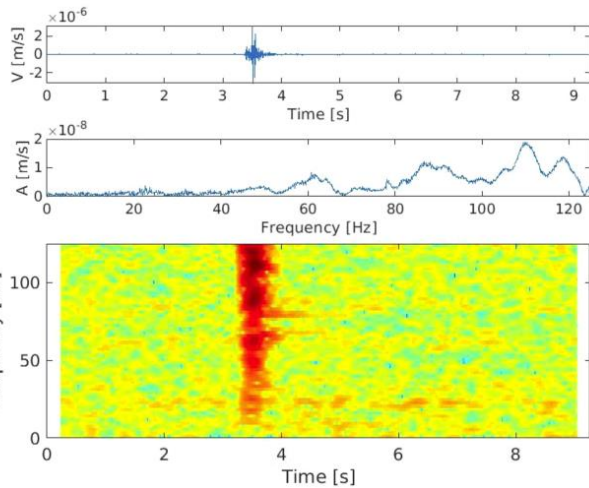 ×10⁻⁶
V [m/s]
2
0
-2
0 1 2 3 4 5 6 7 8 9
Time [s]
×10⁻⁸
A [m/s]
2
1
0
0 20 40 60 80 100 120
Frequency [Hz]
100
50
0
0 2 4 6 8
Time [s]